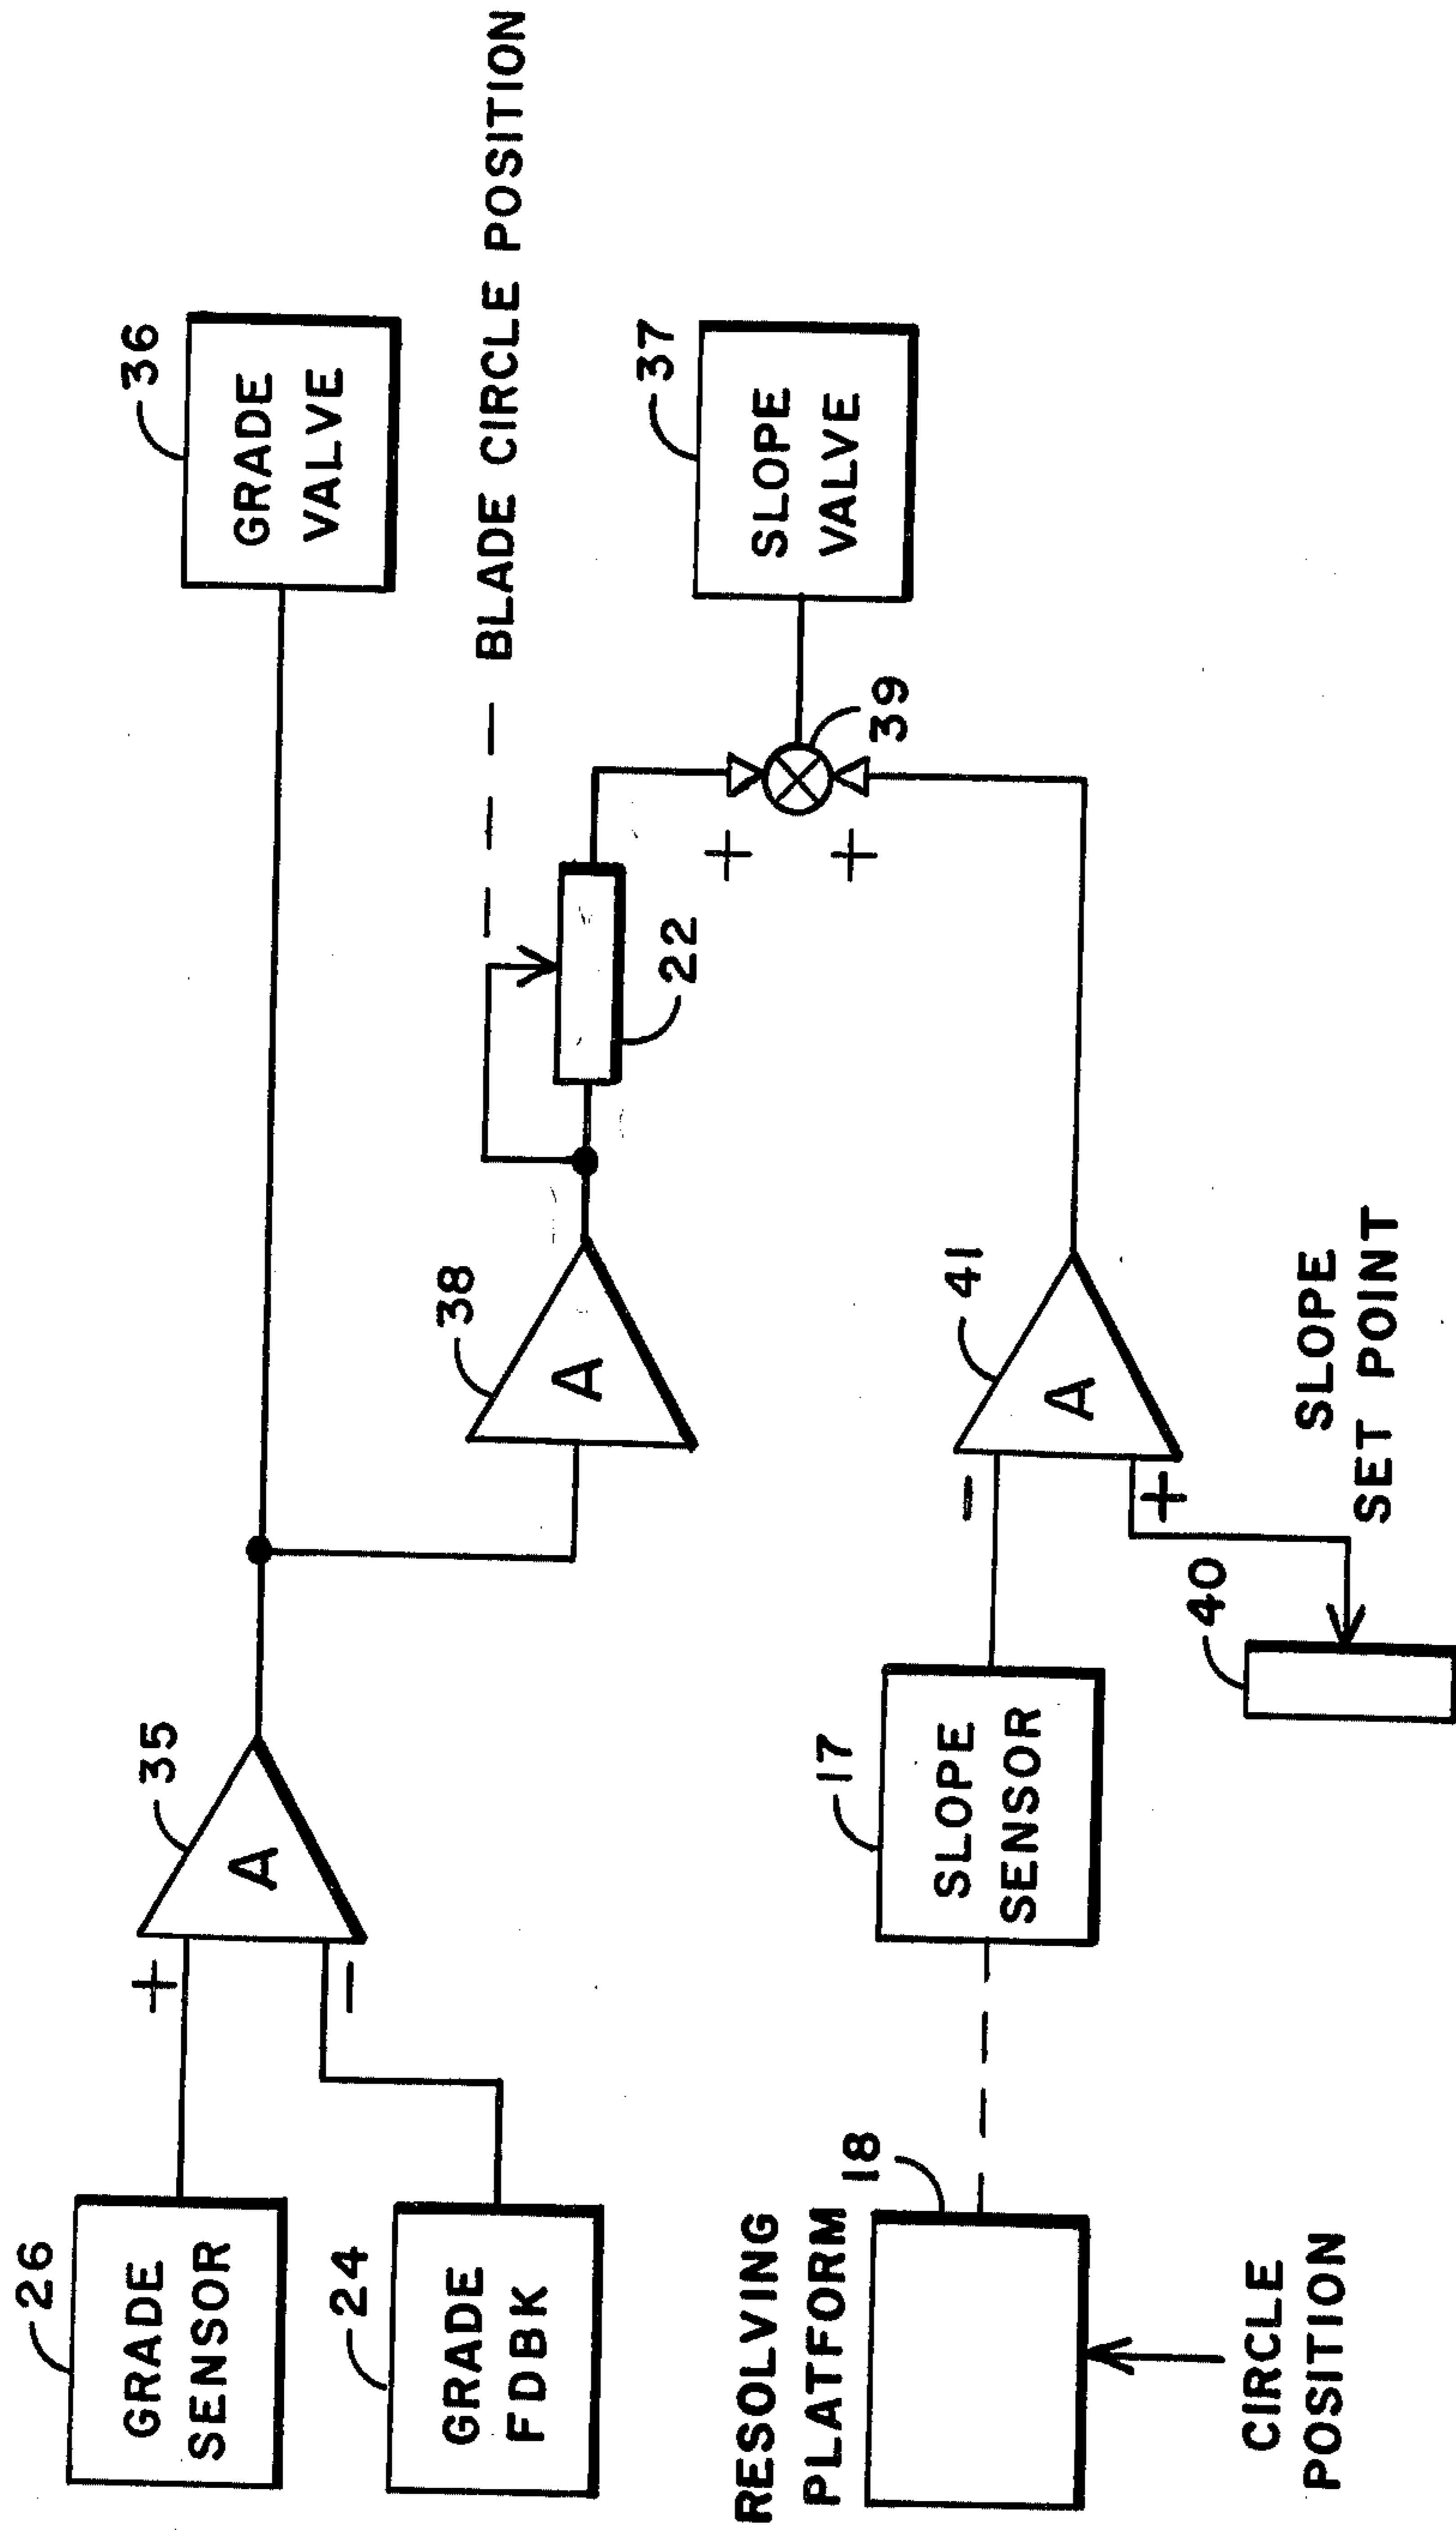 26
GRADE
SENSOR
+
35
A
36
GRADE
VALVE
24
GRADE
FDBK
−
38
A
22
BLADE CIRCLE POSITION
+
+
39
37
SLOPE
VALVE
RESOLVING
PLATFORM
18
CIRCLE
POSITION
17
SLOPE
SENSOR
−
+
41
A
40
SLOPE
SET POINT